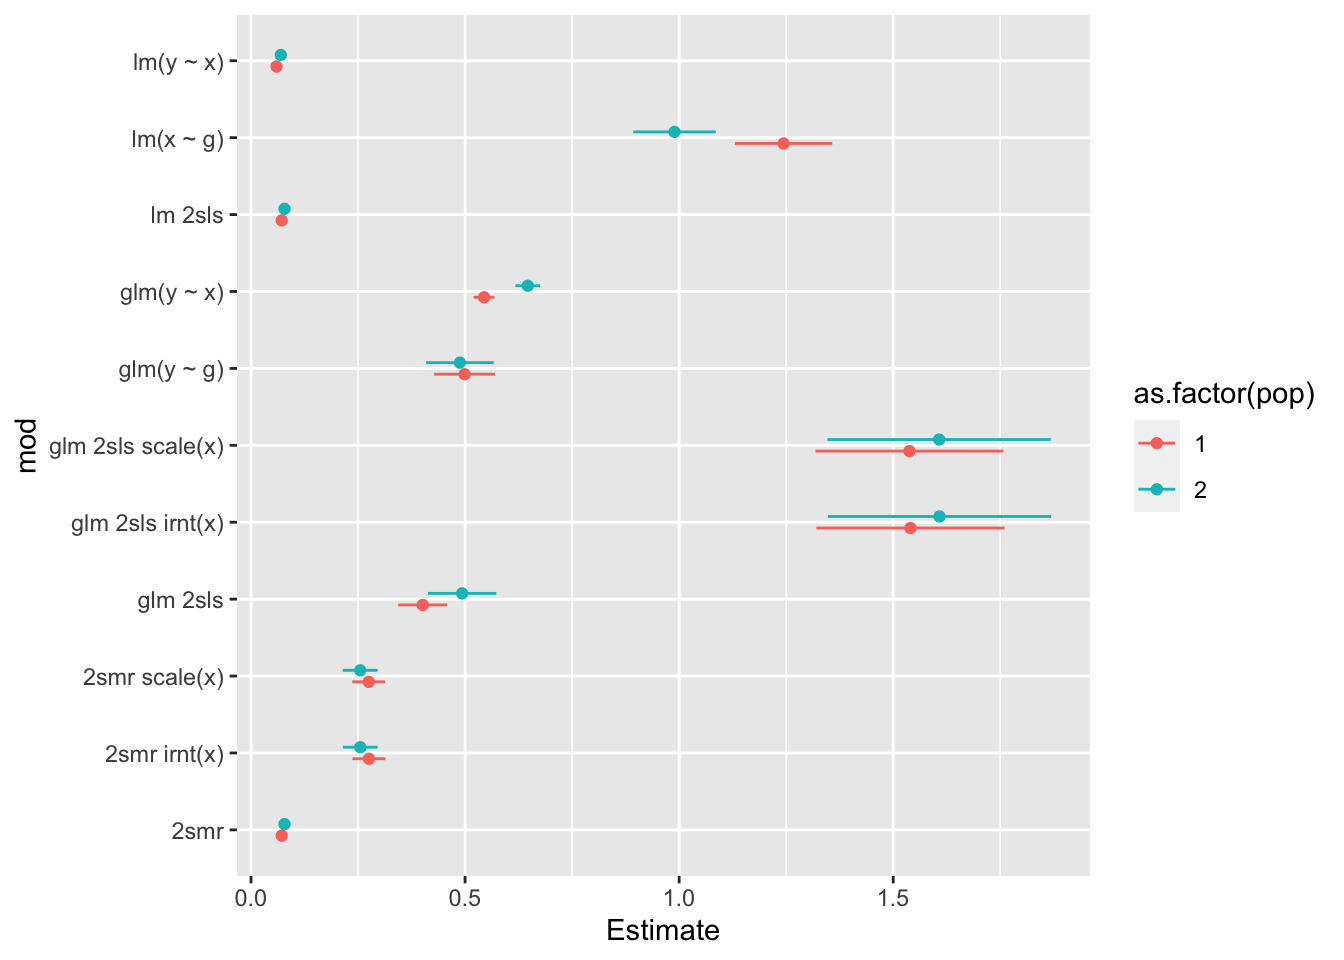 lm(y ~ x)
lm(x ~ g)
lm 2sls
glm(y ~ x)
glm(y ~ g)
glm 2sls scale(x)
glm 2sls irnt(x)
glm 2sls
2smr scale(x)
2smr irnt(x)
2smr
mod
0.0 0.5 1.0 1.5
Estimate
as.factor(pop)
1
2